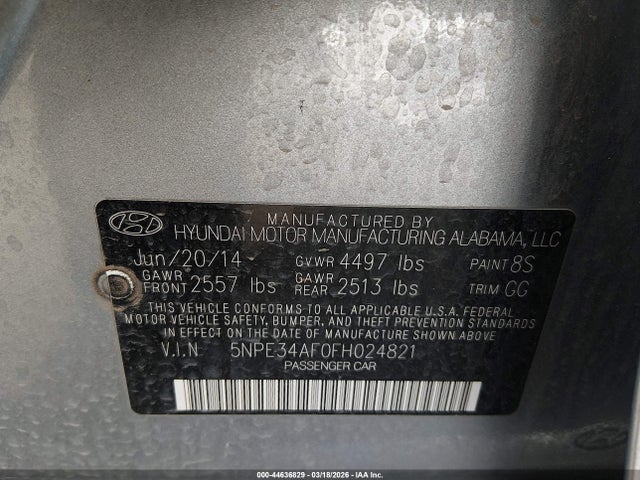 MANUFACTURED BY
HYUNDAI MOTOR MANUFACTURING ALABAMA, LLC
Jun/20/14 GVWR 4497 lbs PAINT 8S
GAWR FRONT 2557 lbs GAWR REAR 2513 lbs TRIM GG
THIS VEHICLE CONFORMS TO ALL APPLICABLE U.S.A. FEDERAL
MOTOR VEHICLE SAFETY, BUMPER, AND THEFT PREVENTION STANDARDS
IN EFFECT ON THE DATE OF MANUFACTURE SHOWN ABOVE.
V.I.N 5NPE34AF0FH024821
PASSENGER CAR
000-44636829 | 03/18/2026 | IAA Inc.